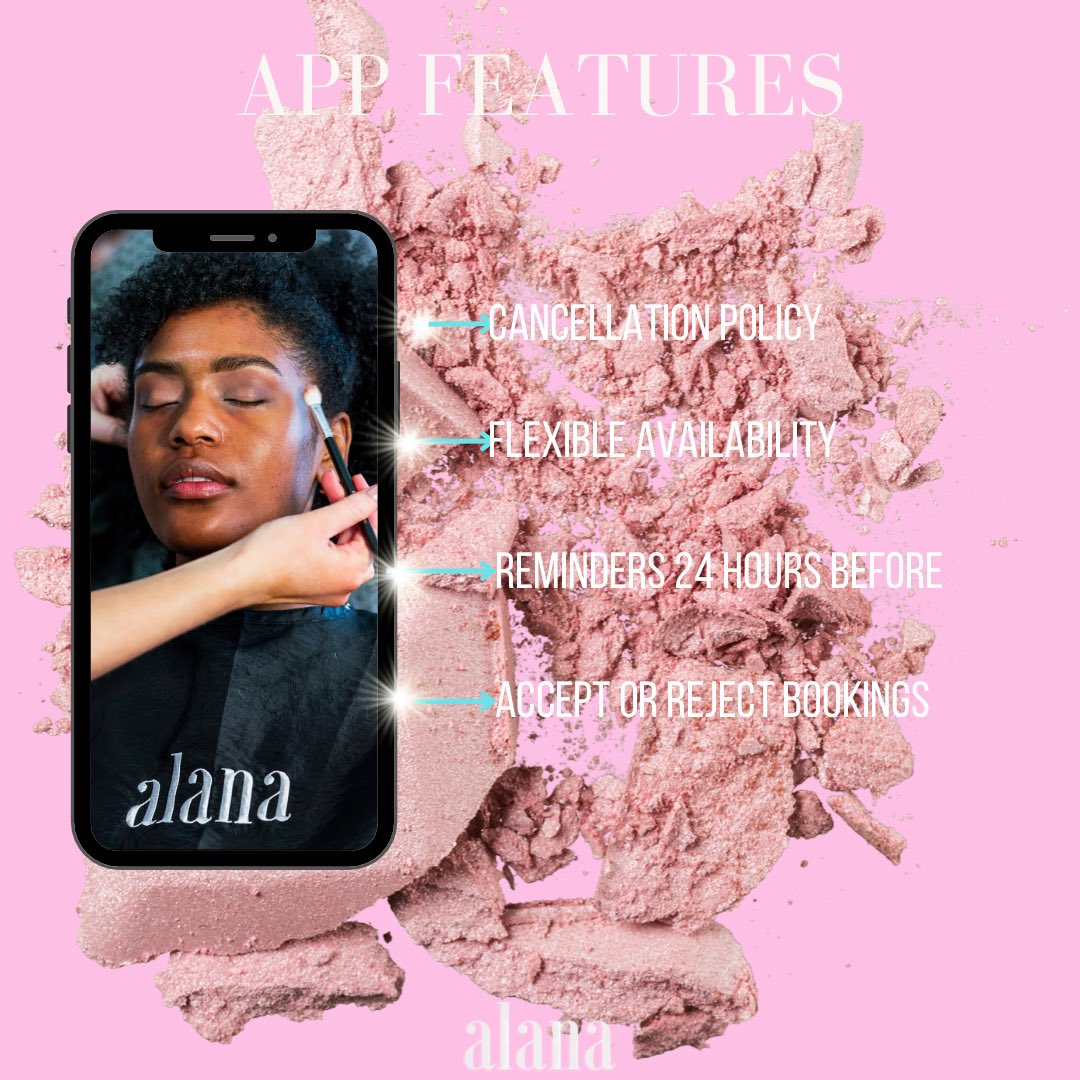 APP FEATURES
CANCELLATION POLICY
FLEXIBLE AVAILABILITY
REMINDERS 24 HOURS BEFORE
ACCEPT OR REJECT BOOKINGS
alana
alana